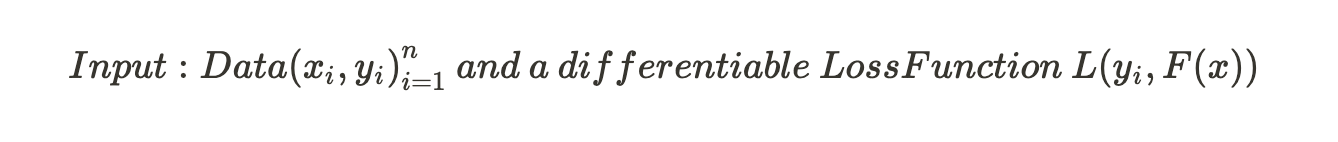 Input : Data(x_i, y_i)_{i=1}^n and a differentiable LossFunction L(y_i, F(x))